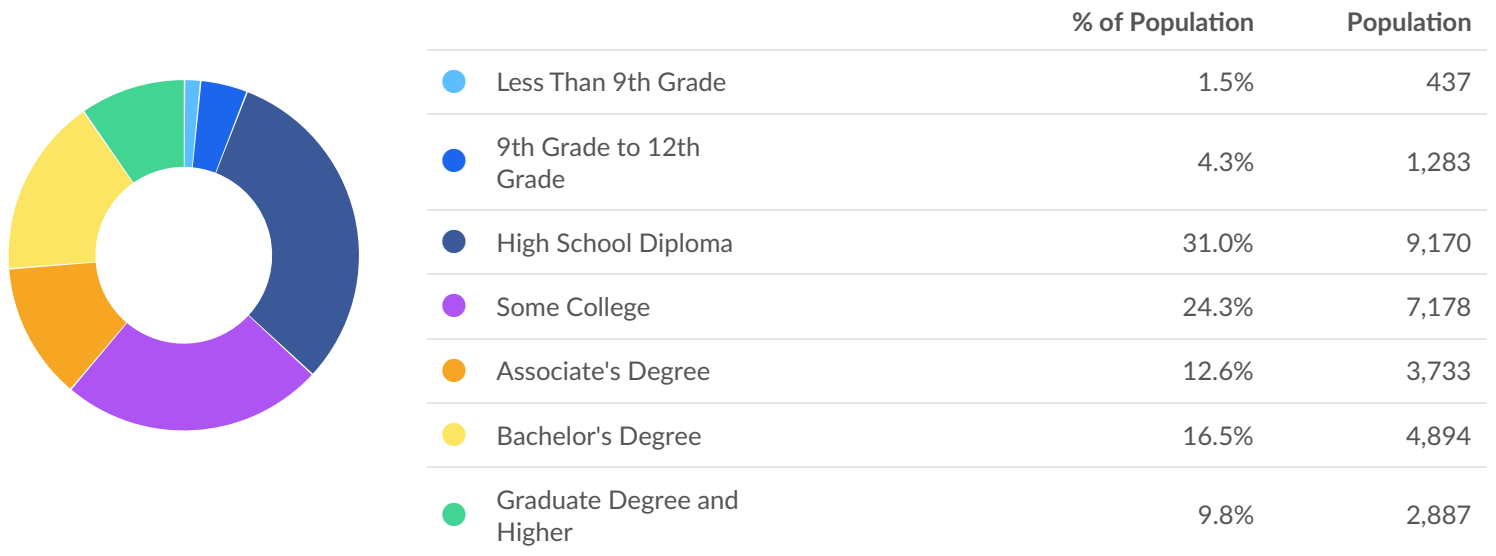 % of Population Population
Less Than 9th Grade 1.5% 437
9th Grade to 12th
Grade 4.3% 1,283
High School Diploma 31.0% 9,170
Some College 24.3% 7,178
Associate's Degree 12.6% 3,733
Bachelor's Degree 16.5% 4,894
Graduate Degree and
Higher 9.8% 2,887